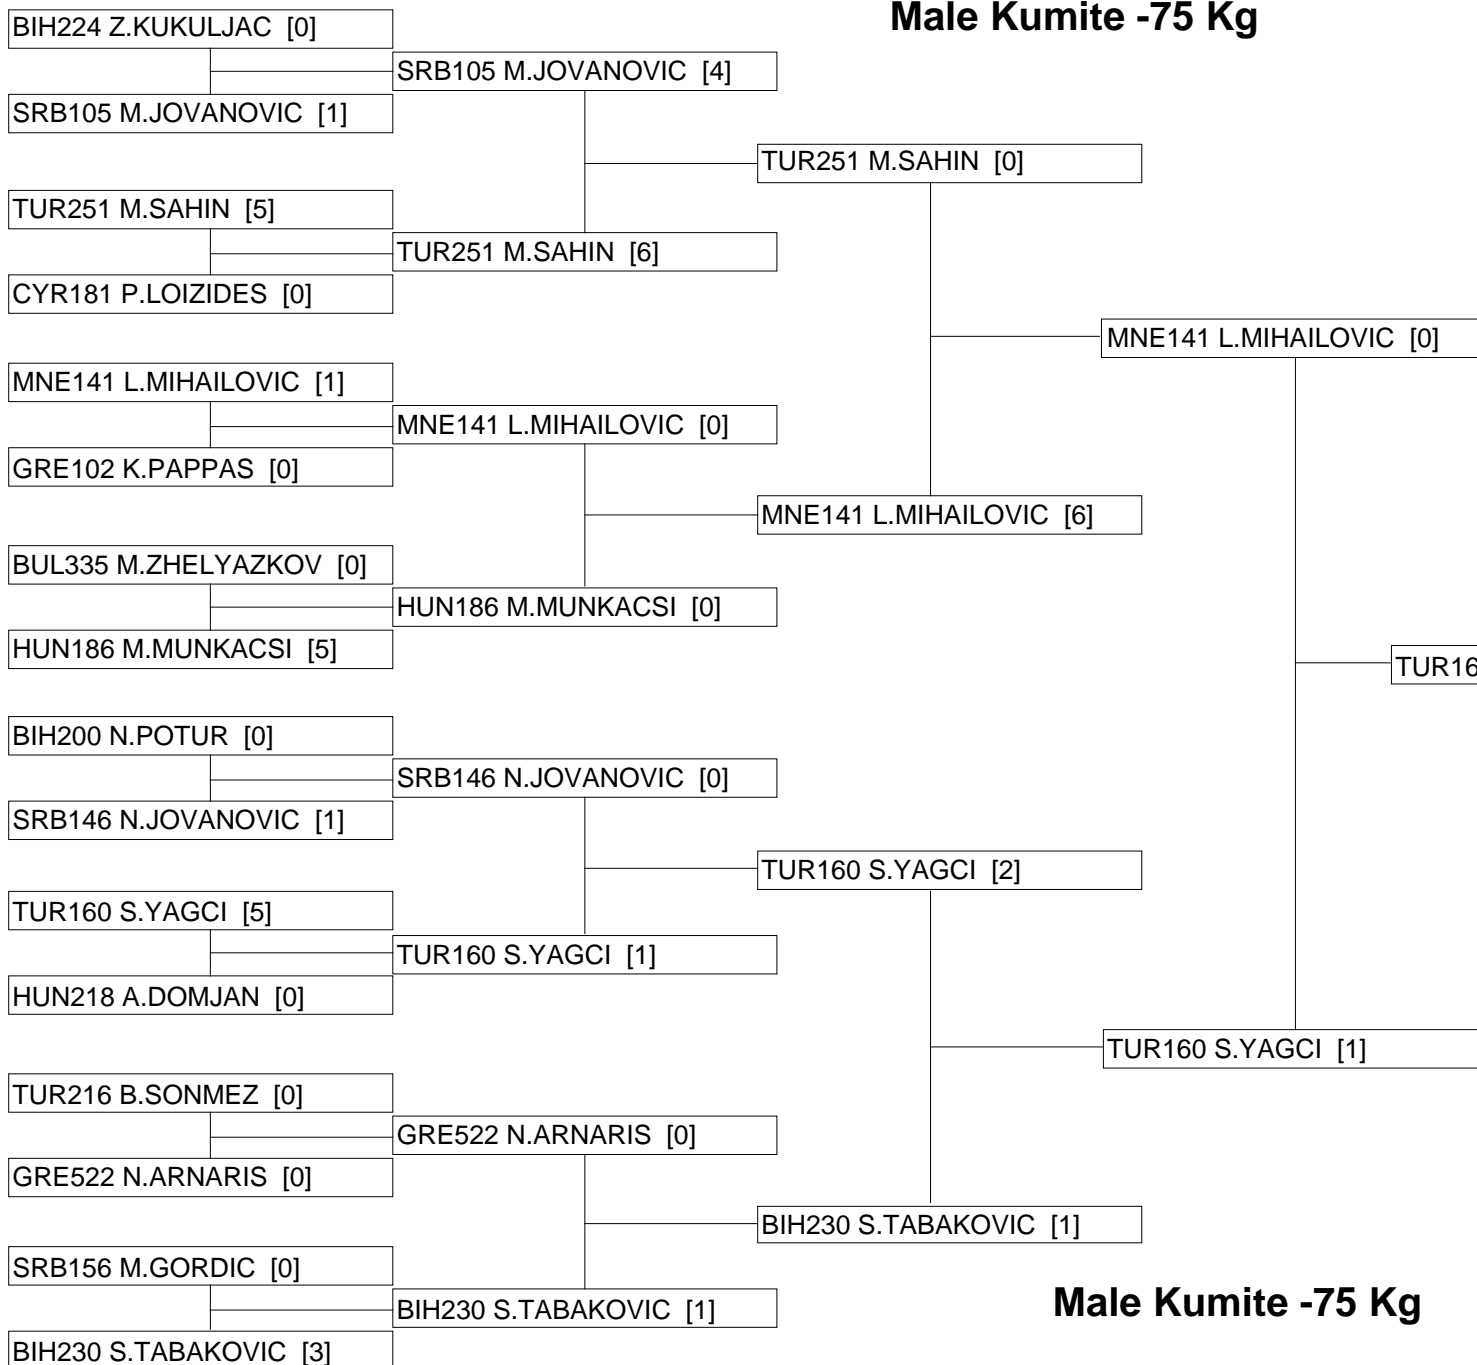 Male Kumite -75 Kg
BIH224 Z.KUKULJAC [0]
SRB105 M.JOVANOVIC [4]
SRB105 M.JOVANOVIC [1]
TUR251 M.SAHIN [0]
TUR251 M.SAHIN [5]
TUR251 M.SAHIN [6]
CYR181 P.LOIZIDES [0]
MNE141 L.MIHAILOVIC [0]
MNE141 L.MIHAILOVIC [1]
MNE141 L.MIHAILOVIC [0]
GRE102 K.PAPPAS [0]
MNE141 L.MIHAILOVIC [6]
BUL335 M.ZHELYAZKOV [0]
HUN186 M.MUNKACSI [0]
HUN186 M.MUNKACSI [5]
TUR16
BIH200 N.POTUR [0]
SRB146 N.JOVANOVIC [0]
SRB146 N.JOVANOVIC [1]
TUR160 S.YAGCI [2]
TUR160 S.YAGCI [5]
TUR160 S.YAGCI [1]
HUN218 A.DOMJAN [0]
TUR160 S.YAGCI [1]
TUR216 B.SONMEZ [0]
GRE522 N.ARNARIS [0]
GRE522 N.ARNARIS [0]
BIH230 S.TABAKOVIC [1]
SRB156 M.GORDIC [0]
BIH230 S.TABAKOVIC [1]
Male Kumite -75 Kg
BIH230 S.TABAKOVIC [3]